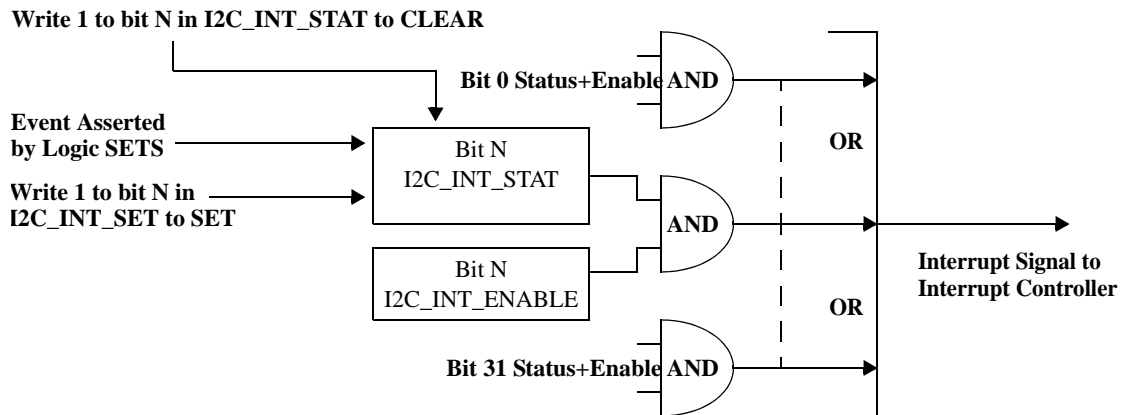 Write 1 to bit N in I2C_INT_STAT to CLEAR
Bit 0 Status+Enable AND
Event Asserted
by Logic SETS
OR
Bit N
I2C_INT_STAT
Write 1 to bit N in
I2C_INT_SET to SET
AND
Bit N
I2C_INT_ENABLE
Interrupt Signal to
Interrupt Controller
OR
Bit 31 Status+Enable AND